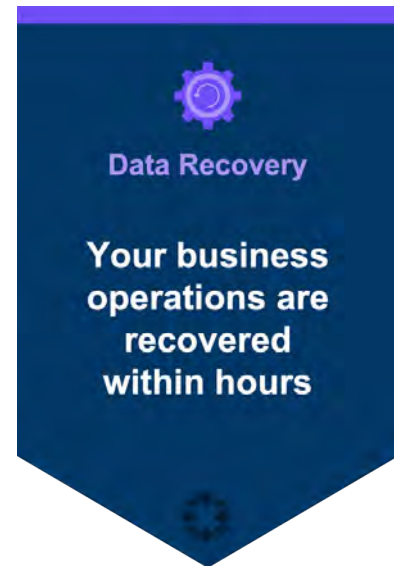 Data Recovery
Your business
operations are
recovered
within hours